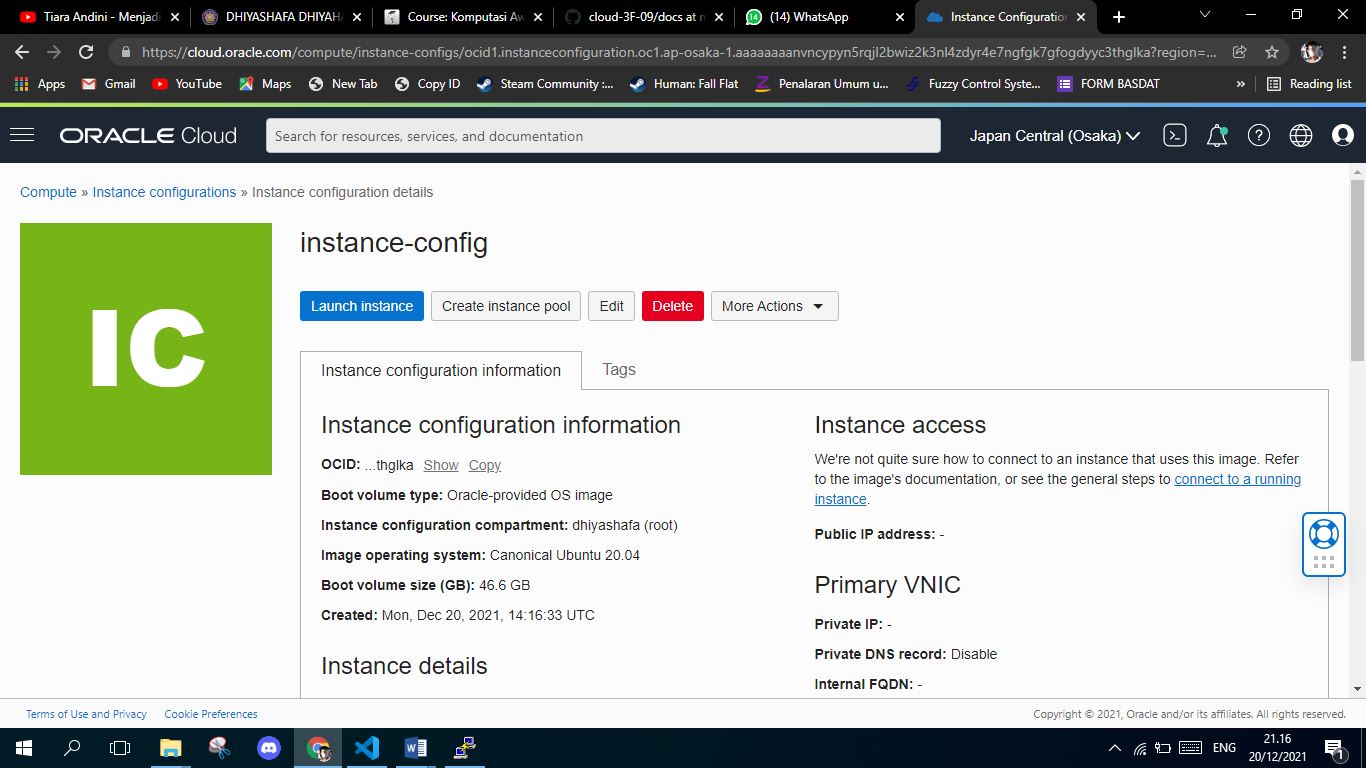 Tiara Andini - Menjadi
DHIYASHAFA DHIYAHA
Course: Komputasi Aw
cloud-3F-09/docs at m
(14) WhatsApp
Instance Configuration
https://cloud.oracle.com/compute/instance-configs/ocid1.instanceconfiguration.oc1.ap-osaka-1.aaaaaaaanvncypyn5rqjl2bwiz2k3nl4zdyr4e7ngfgk7gfogdyyc3thglka?region=...
Apps
Gmail
YouTube
Maps
New Tab
Copy ID
Steam Community :...
Human: Fall Flat
Penalaran Umum u...
Fuzzy Control Syste...
FORM BASDAT
»
Reading list
ORACLE Cloud
Search for resources, services, and documentation
Japan Central (Osaka)
Compute » Instance configurations » Instance configuration details
IC
instance-config
Launch instance
Create instance pool
Edit
Delete
More Actions
Instance configuration information
Tags
Instance configuration information
OCID: ...thglka Show Copy
Boot volume type: Oracle-provided OS image
Instance configuration compartment: dhiyashafa (root)
Image operating system: Canonical Ubuntu 20.04
Boot volume size (GB): 46.6 GB
Created: Mon, Dec 20, 2021, 14:16:33 UTC
Instance details
Instance access
We're not quite sure how to connect to an instance that uses this image. Refer
to the image's documentation, or see the general steps to connect to a running
instance.
Public IP address: -
Primary VNIC
Private IP: -
Private DNS record: Disable
Internal FQDN: -
Terms of Use and Privacy
Cookie Preferences
Copyright © 2021, Oracle and/or its affiliates. All rights reserved.
ENG
21.16
20/12/2021
1